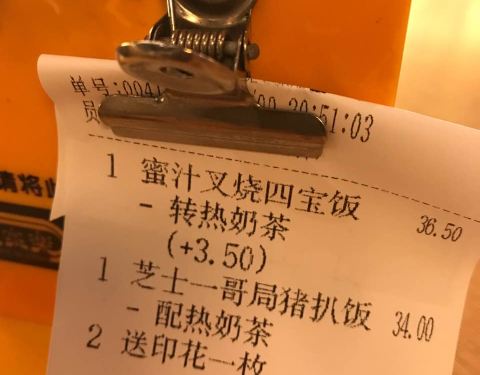 单号:004
20:51:03
员
1 蜜汁叉烧四宝饭 36.50
- 转热奶茶
(+3.50)
1 芝士一哥局猪扒饭 34.00
- 配热奶茶
2 送印花一枚
请将